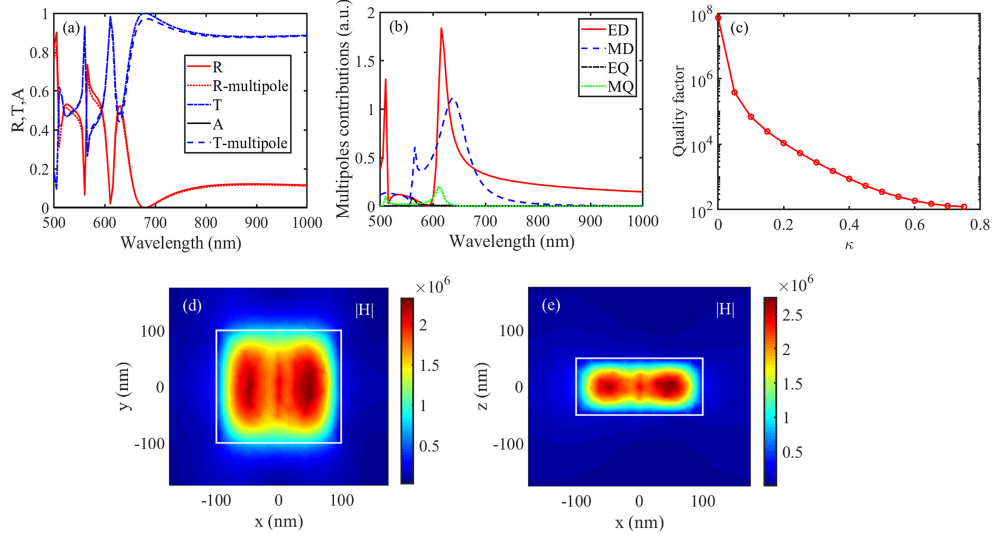 (a)
R,T,A
1
0.8
0.6
0.4
0.2
0
R
R-multipole
T
A
T-multipole
500 600 700 800 900 1000
Wavelength (nm)
(b)
Multipoles contributions (a.u.)
2
1.5
1
0.5
0
ED
MD
EQ
MQ
500 600 700 800 900 1000
Wavelength (nm)
(c)
Quality factor
10^8
10^6
10^4
10^2
0 0.2 0.4 0.6 0.8
κ
(d)
|H|
y (nm)
100
0
-100
-100 0 100
x (nm)
×10^6
2
1.5
1
0.5
(e)
|H|
z (nm)
100
0
-100
-100 0 100
x (nm)
×10^6
2.5
2
1.5
1
0.5